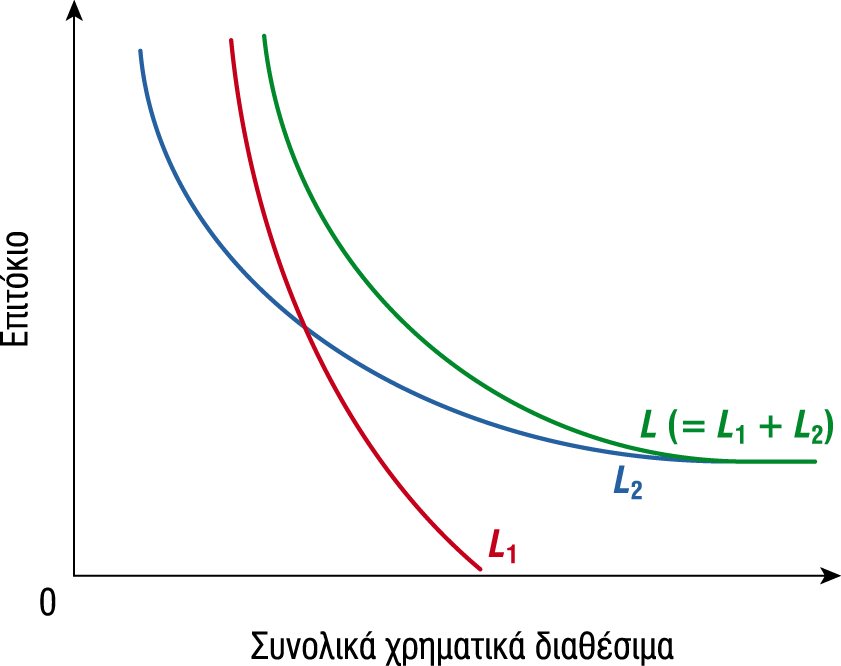 Επιτόκιο
L (= L₁ + L₂)
L₂
L₁
0
Συνολικά χρηματικά διαθέσιμα